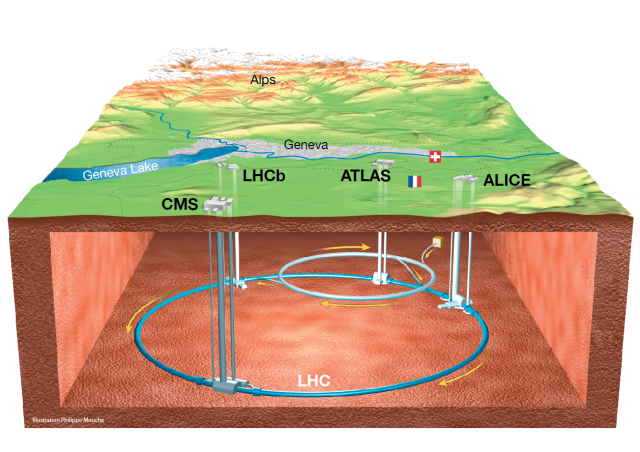 Alps
Geneva
Geneva Lake
LHCb
ATLAS
ALICE
CMS
LHC
Illustration Philippe Mouche